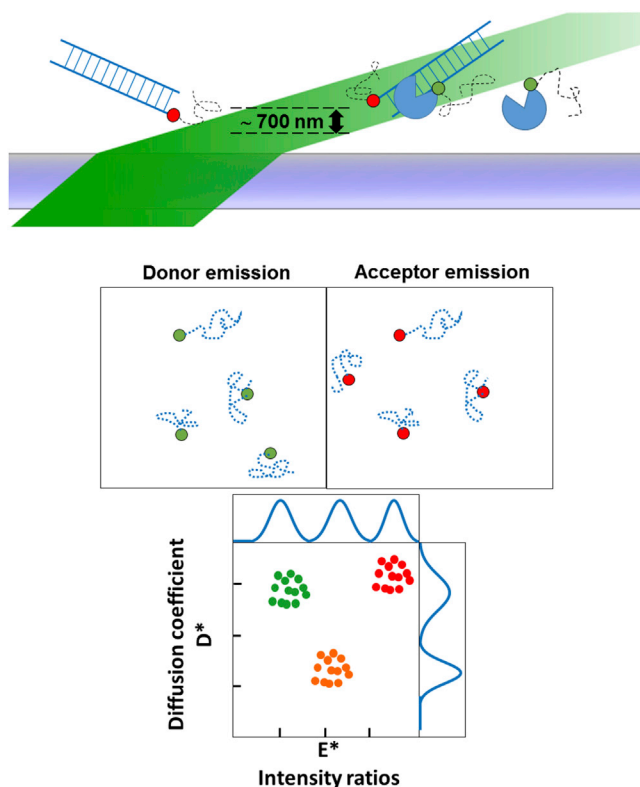 ~ 700 nm
Donor emission
Acceptor emission
Diffusion coefficient
D*
E*
Intensity ratios